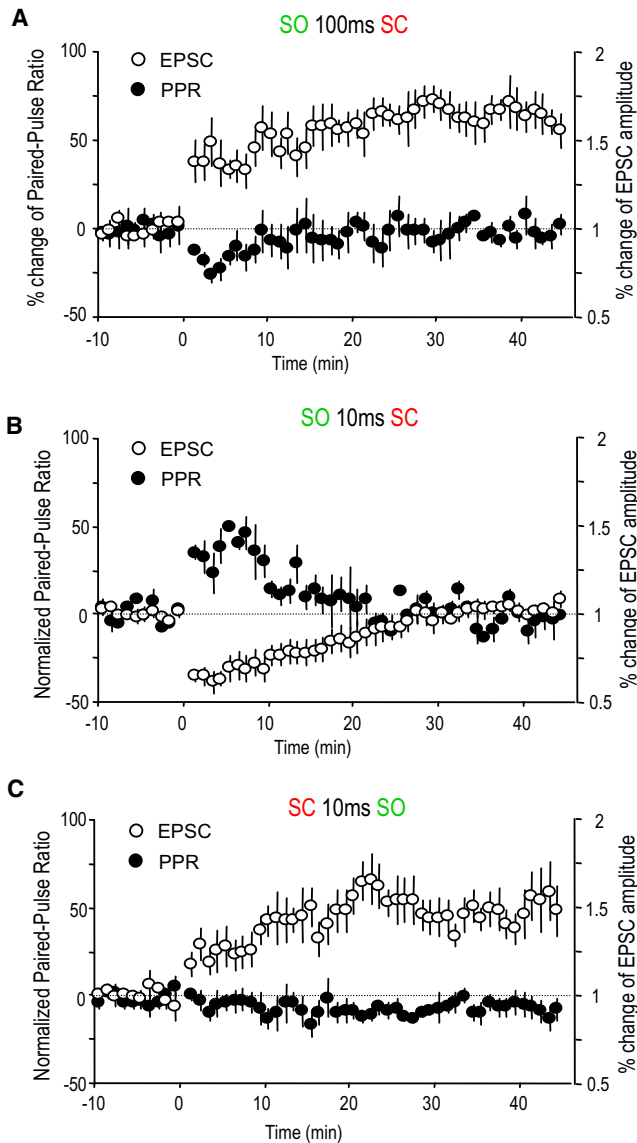 A
SO 100ms SC
EPSC
PPR
% change of Paired-Pulse Ratio
100
50
0
-50
% change of EPSC amplitude
2
1.5
1
0.5
-10
0
10
20
30
40
Time (min)
B
SO 10ms SC
EPSC
PPR
Normalized Paired-Pulse Ratio
100
50
0
-50
% change of EPSC amplitude
2
1.5
1
0.5
-10
0
10
20
30
40
Time (min)
C
SC 10ms SO
EPSC
PPR
Normalized Paired-Pulse Ratio
100
50
0
-50
% change of EPSC amplitude
2
1.5
1
0.5
-10
0
10
20
30
40
Time (min)